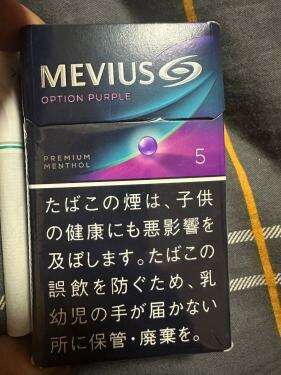 MEVIUS
OPTION PURPLE
PREMIUM
MENTHOL
5
たばこの煙は、子供
の健康にも悪影響を
及ぼします。たばこの
誤飲を防ぐため、乳
幼児の手が届かない
所に保管・廃棄を。